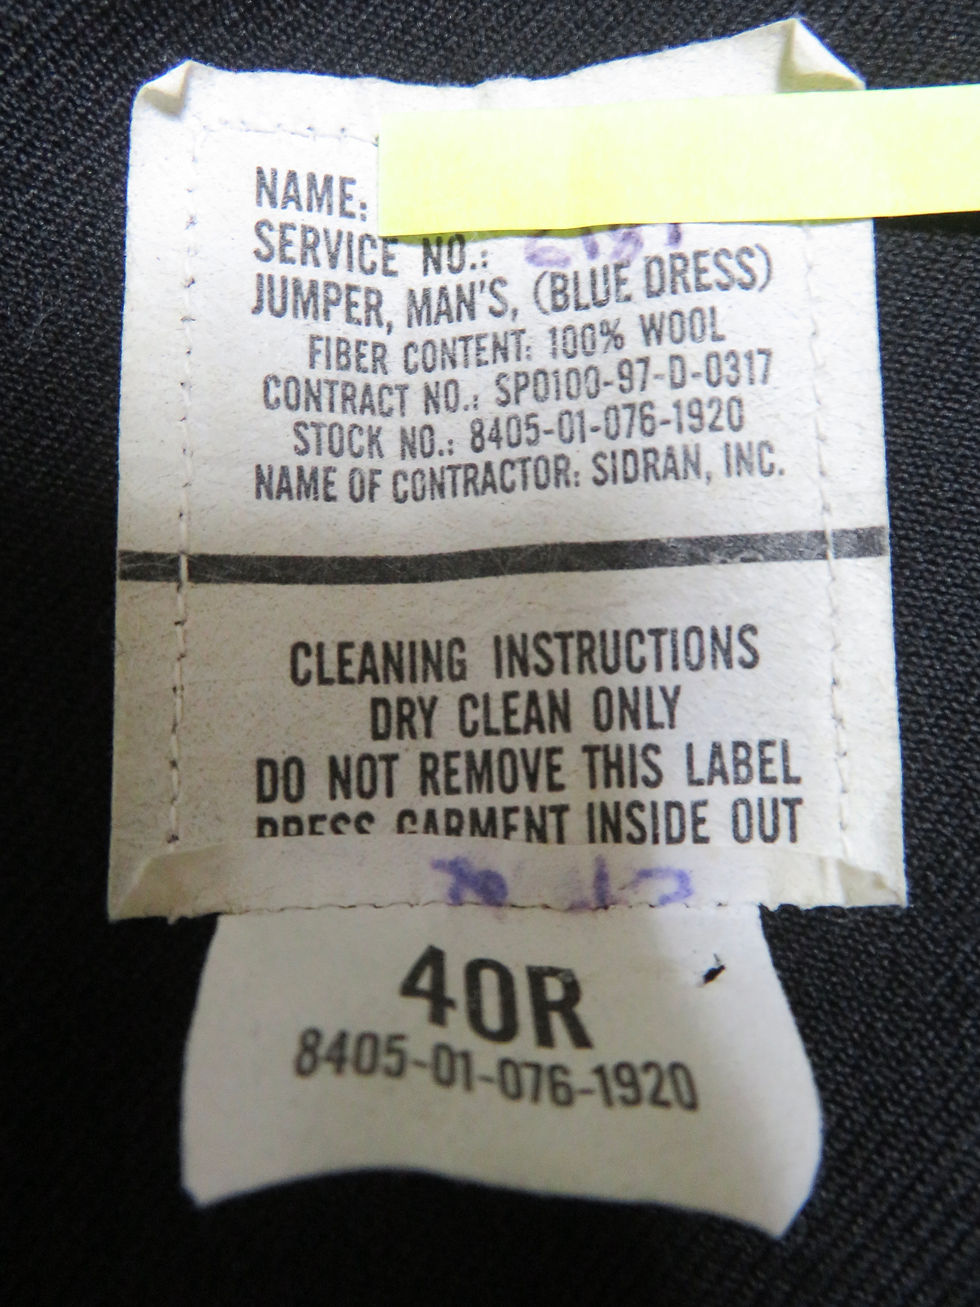 NAME:
SERVICE NO.:
JUMPER, MAN'S, (BLUE DRESS)
FIBER CONTENT: 100% WOOL
CONTRACT NO.: SP0100-97-D-0317
STOCK NO.: 8405-01-076-1920
NAME OF CONTRACTOR: SIDRAN, INC.
CLEANING INSTRUCTIONS
DRY CLEAN ONLY
DO NOT REMOVE THIS LABEL
PRESS GARMENT INSIDE OUT
40R
8405-01-076-1920